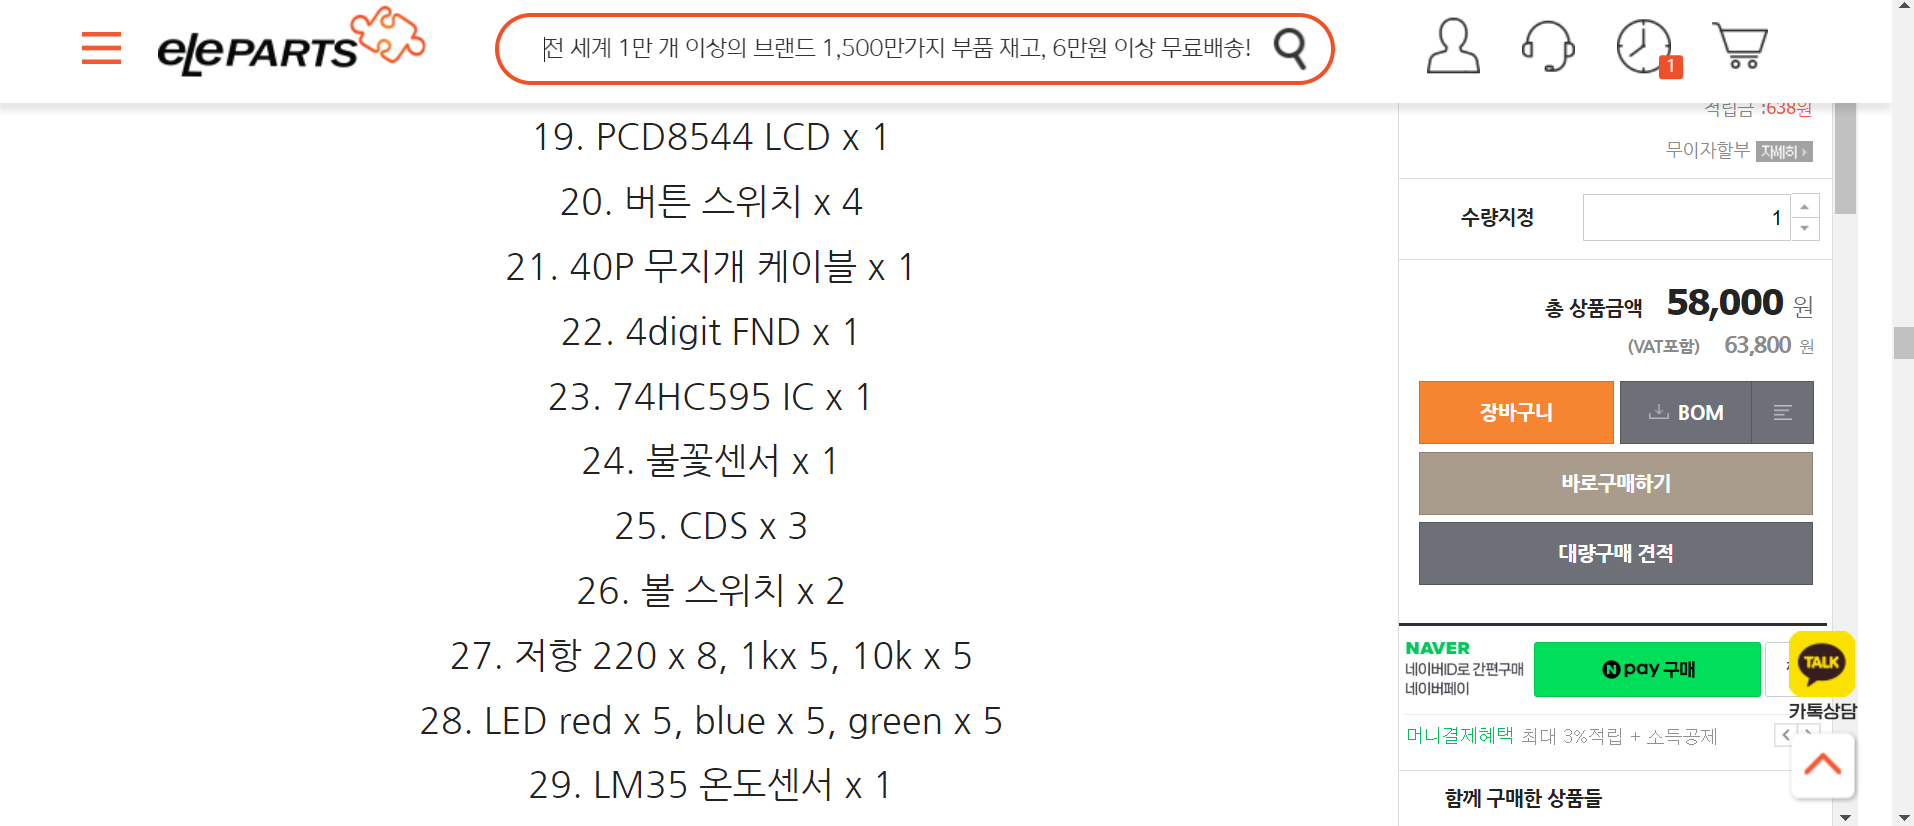 eLePARTS
전 세계 1만 개 이상의 브랜드 1,500만가지 부품 재고, 6만원 이상 무료배송!
1
19. PCD8544 LCD x 1
20. 버튼 스위치 x 4
21. 40P 무지개 케이블 x 1
22. 4digit FND x 1
23. 74HC595 IC x 1
24. 불꽃센서 x 1
25. CDS x 3
26. 볼 스위치 x 2
27. 저항 220 x 8, 1kx 5, 10k x 5
28. LED red x 5, blue x 5, green x 5
29. LM35 온도센서 x 1
적립금 :638원
무이자할부 자세히
수량지정 1
총 상품금액 58,000 원
(VAT포함) 63,800 원
장바구니 BOM
바로구매하기
대량구매 견적
NAVER
네이버ID로 간편구매
네이버페이
N pay 구매
TALK
카톡상담
머니결제혜택 최대 3%적립 + 소득공제
함께 구매한 상품들